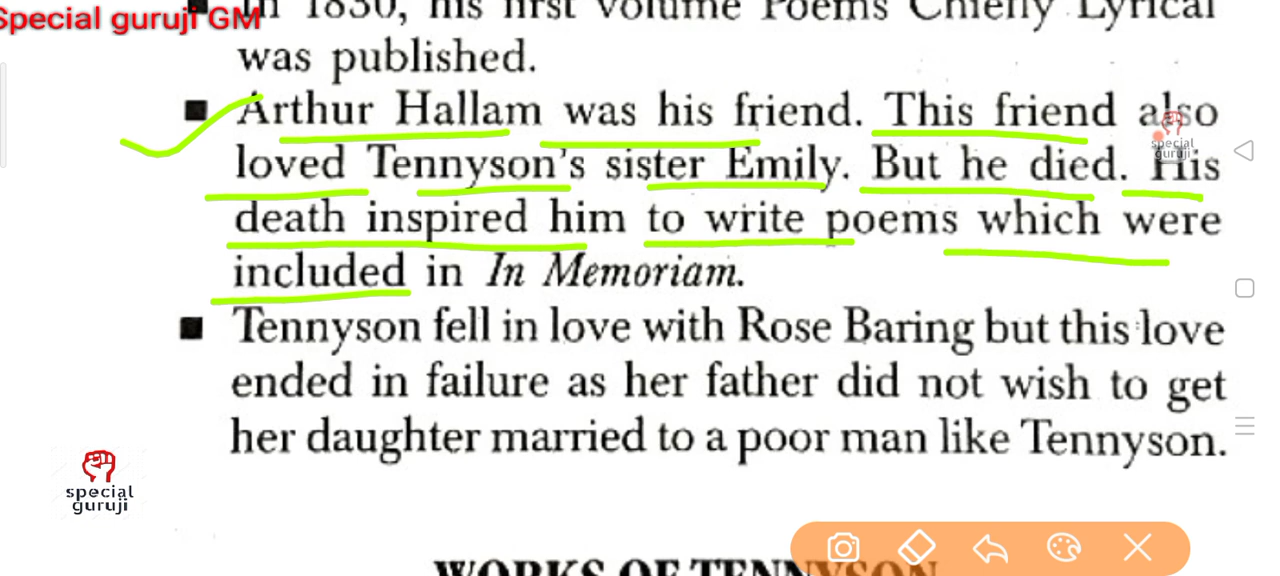 Special guruji GM
In 1830, his first volume Poems Chiefly Lyrical
was published.
■ Arthur Hallam was his friend. This friend also
loved Tennyson's sister Emily. But he died. His
death inspired him to write poems which were
included in In Memoriam.
■ Tennyson fell in love with Rose Baring but this love
ended in failure as her father did not wish to get
her daughter married to a poor man like Tennyson.
special
guruji
special
guruji
WORKS OF TENNYSON